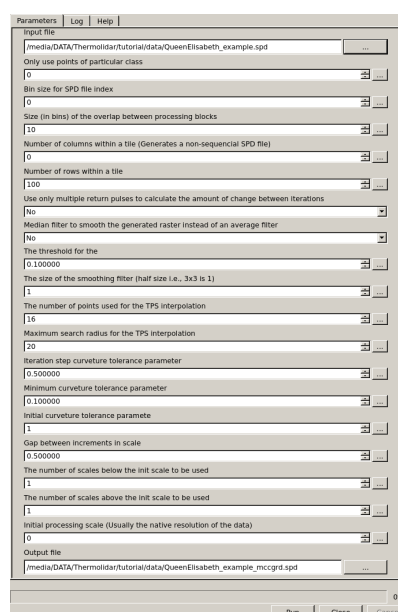 Parameters Log Help
Input file
/media/DATA/Thermolidar/tutorial/data/QueenElisabeth_example.spd ...
Only use points of particular class
0 ...
Bin size for SPD file index
0 ...
Size (in bins) of the overlap between processing blocks
10 ...
Number of columns within a tile (Generates a non-sequencial SPD file)
0 ...
Number of rows within a tile
100 ...
Use only multiple return pulses to calculate the amount of change between iterations
No
Median filter to smooth the generated raster instead of an average filter
No
The threshold for the
0.100000 ...
The size of the smoothing filter (half size i.e., 3x3 is 1)
1 ...
The number of points used for the TPS interpolation
16 ...
Maximum search radius for the TPS interpolation
20 ...
Iteration step curveture tolerance parameter
0.500000 ...
Minimum curveture tolerance parameter
0.100000 ...
Initial curveture tolerance paramete
1 ...
Gap between increments in scale
0.500000 ...
The number of scales below the init scale to be used
1 ...
The number of scales above the init scale to be used
1 ...
Initial processing scale (Usually the native resolution of the data)
0 ...
Output file
/media/DATA/Thermolidar/tutorial/data/QueenElisabeth_example_mccgrd.spd ...
0
Run Close Cance